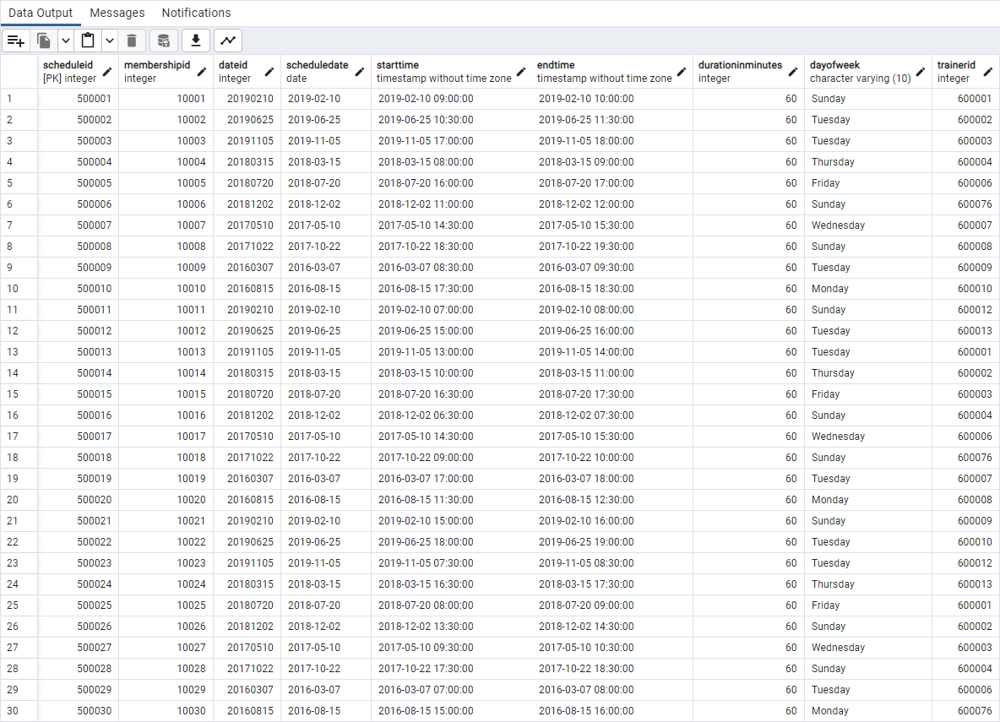 Data Output Messages Notifications
scheduleid membershipid dateid scheduledate starttime endtime durationinminutes dayofweek trainerid
[PK] integer integer integer date timestamp without time zone timestamp without time zone integer character varying (10) integer
1 500001 10001 20190210 2019-02-10 2019-02-10 09:00:00 2019-02-10 10:00:00 60 Sunday 600001
2 500002 10002 20190625 2019-06-25 2019-06-25 10:30:00 2019-06-25 11:30:00 60 Tuesday 600002
3 500003 10003 20191105 2019-11-05 2019-11-05 17:00:00 2019-11-05 18:00:00 60 Tuesday 600003
4 500004 10004 20180315 2018-03-15 2018-03-15 08:00:00 2018-03-15 09:00:00 60 Thursday 600004
5 500005 10005 20180720 2018-07-20 2018-07-20 16:00:00 2018-07-20 17:00:00 60 Friday 600006
6 500006 10006 20181202 2018-12-02 2018-12-02 11:00:00 2018-12-02 12:00:00 60 Sunday 600076
7 500007 10007 20170510 2017-05-10 2017-05-10 14:30:00 2017-05-10 15:30:00 60 Wednesday 600007
8 500008 10008 20171022 2017-10-22 2017-10-22 18:30:00 2017-10-22 19:30:00 60 Sunday 600008
9 500009 10009 20160307 2016-03-07 2016-03-07 08:30:00 2016-03-07 09:30:00 60 Tuesday 600009
10 500010 10010 20160815 2016-08-15 2016-08-15 17:30:00 2016-08-15 18:30:00 60 Monday 600010
11 500011 10011 20190210 2019-02-10 2019-02-10 07:00:00 2019-02-10 08:00:00 60 Sunday 600012
12 500012 10012 20190625 2019-06-25 2019-06-25 15:00:00 2019-06-25 16:00:00 60 Tuesday 600013
13 500013 10013 20191105 2019-11-05 2019-11-05 13:00:00 2019-11-05 14:00:00 60 Tuesday 600001
14 500014 10014 20180315 2018-03-15 2018-03-15 10:00:00 2018-03-15 11:00:00 60 Thursday 600002
15 500015 10015 20180720 2018-07-20 2018-07-20 16:30:00 2018-07-20 17:30:00 60 Friday 600003
16 500016 10016 20181202 2018-12-02 2018-12-02 06:30:00 2018-12-02 07:30:00 60 Sunday 600004
17 500017 10017 20170510 2017-05-10 2017-05-10 14:30:00 2017-05-10 15:30:00 60 Wednesday 600006
18 500018 10018 20171022 2017-10-22 2017-10-22 09:00:00 2017-10-22 10:00:00 60 Sunday 600076
19 500019 10019 20160307 2016-03-07 2016-03-07 17:00:00 2016-03-07 18:00:00 60 Tuesday 600007
20 500020 10020 20160815 2016-08-15 2016-08-15 11:30:00 2016-08-15 12:30:00 60 Monday 600008
21 500021 10021 20190210 2019-02-10 2019-02-10 15:00:00 2019-02-10 16:00:00 60 Sunday 600009
22 500022 10022 20190625 2019-06-25 2019-06-25 18:00:00 2019-06-25 19:00:00 60 Tuesday 600010
23 500023 10023 20191105 2019-11-05 2019-11-05 07:30:00 2019-11-05 08:30:00 60 Tuesday 600012
24 500024 10024 20180315 2018-03-15 2018-03-15 16:30:00 2018-03-15 17:30:00 60 Thursday 600013
25 500025 10025 20180720 2018-07-20 2018-07-20 08:00:00 2018-07-20 09:00:00 60 Friday 600001
26 500026 10026 20181202 2018-12-02 2018-12-02 13:30:00 2018-12-02 14:30:00 60 Sunday 600002
27 500027 10027 20170510 2017-05-10 2017-05-10 09:30:00 2017-05-10 10:30:00 60 Wednesday 600003
28 500028 10028 20171022 2017-10-22 2017-10-22 17:30:00 2017-10-22 18:30:00 60 Sunday 600004
29 500029 10029 20160307 2016-03-07 2016-03-07 07:00:00 2016-03-07 08:00:00 60 Tuesday 600006
30 500030 10030 20160815 2016-08-15 2016-08-15 15:00:00 2016-08-15 16:00:00 60 Monday 600076